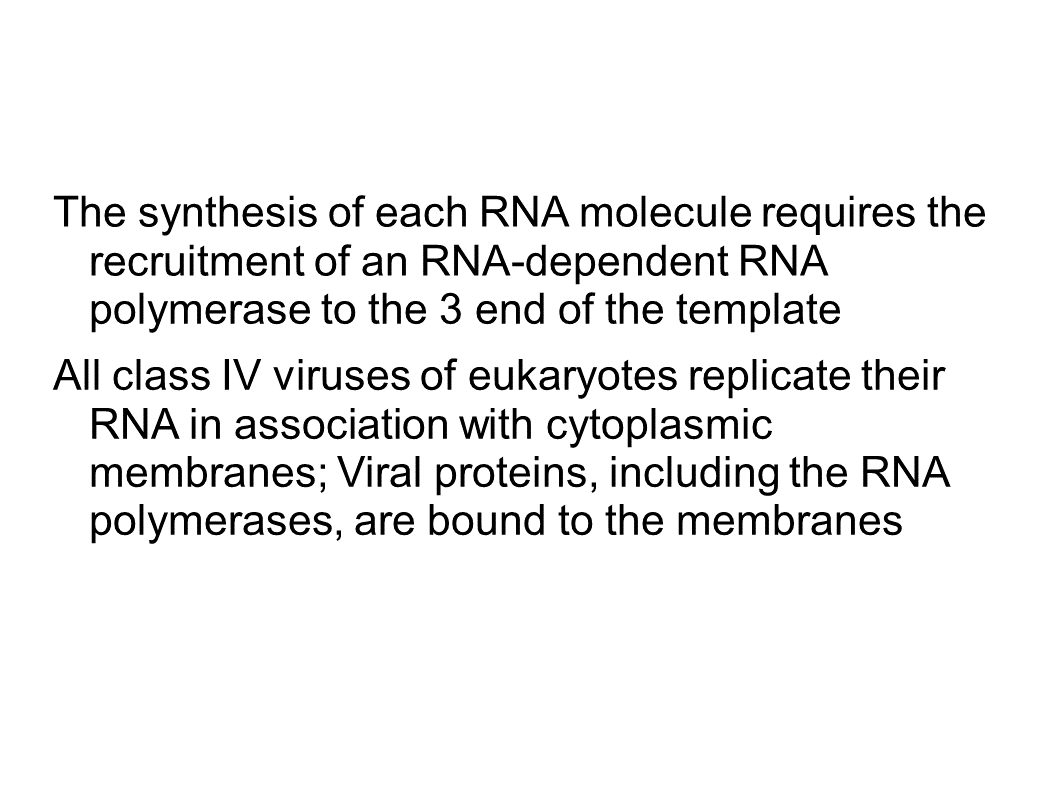 The synthesis of each RNA molecule requires the
recruitment of an RNA-dependent RNA
polymerase to the 3 end of the template
All class IV viruses of eukaryotes replicate their
RNA in association with cytoplasmic
membranes; Viral proteins, including the RNA
polymerases, are bound to the membranes